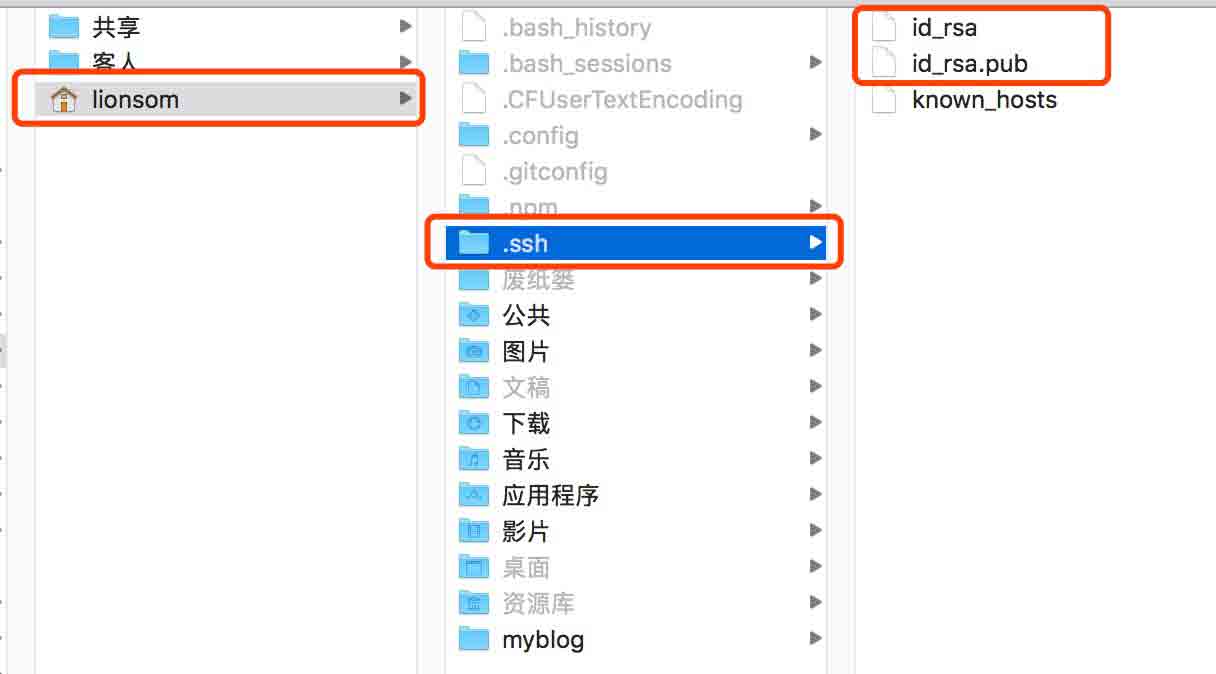 共享
客人
lionsom
.bash_history
.bash_sessions
.CFUserTextEncoding
.config
.gitconfig
.npm
.ssh
废纸篓
公共
图片
文稿
下载
音乐
应用程序
影片
桌面
资源库
myblog
id_rsa
id_rsa.pub
known_hosts